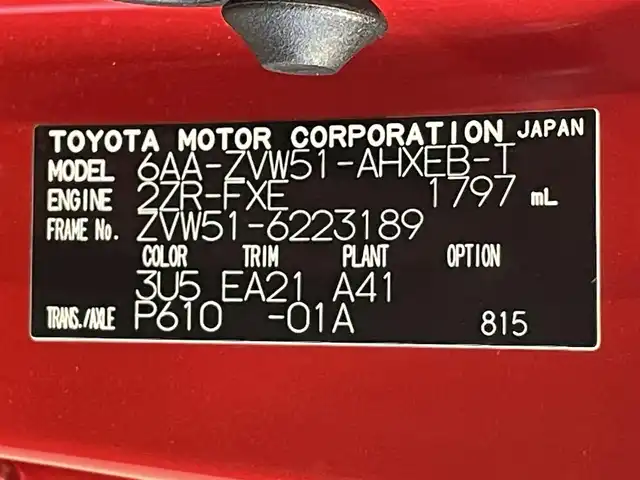 TOYOTA MOTOR CORPORATION JAPAN
MODEL 6AA-ZVW51-AHXEB-T
ENGINE 2ZR-FXE 1797 mL
FRAME No. ZVW51-6223189
COLOR TRIM PLANT OPTION
3U5 EA21 A41
TRANS./AXLE P610 -01A 815